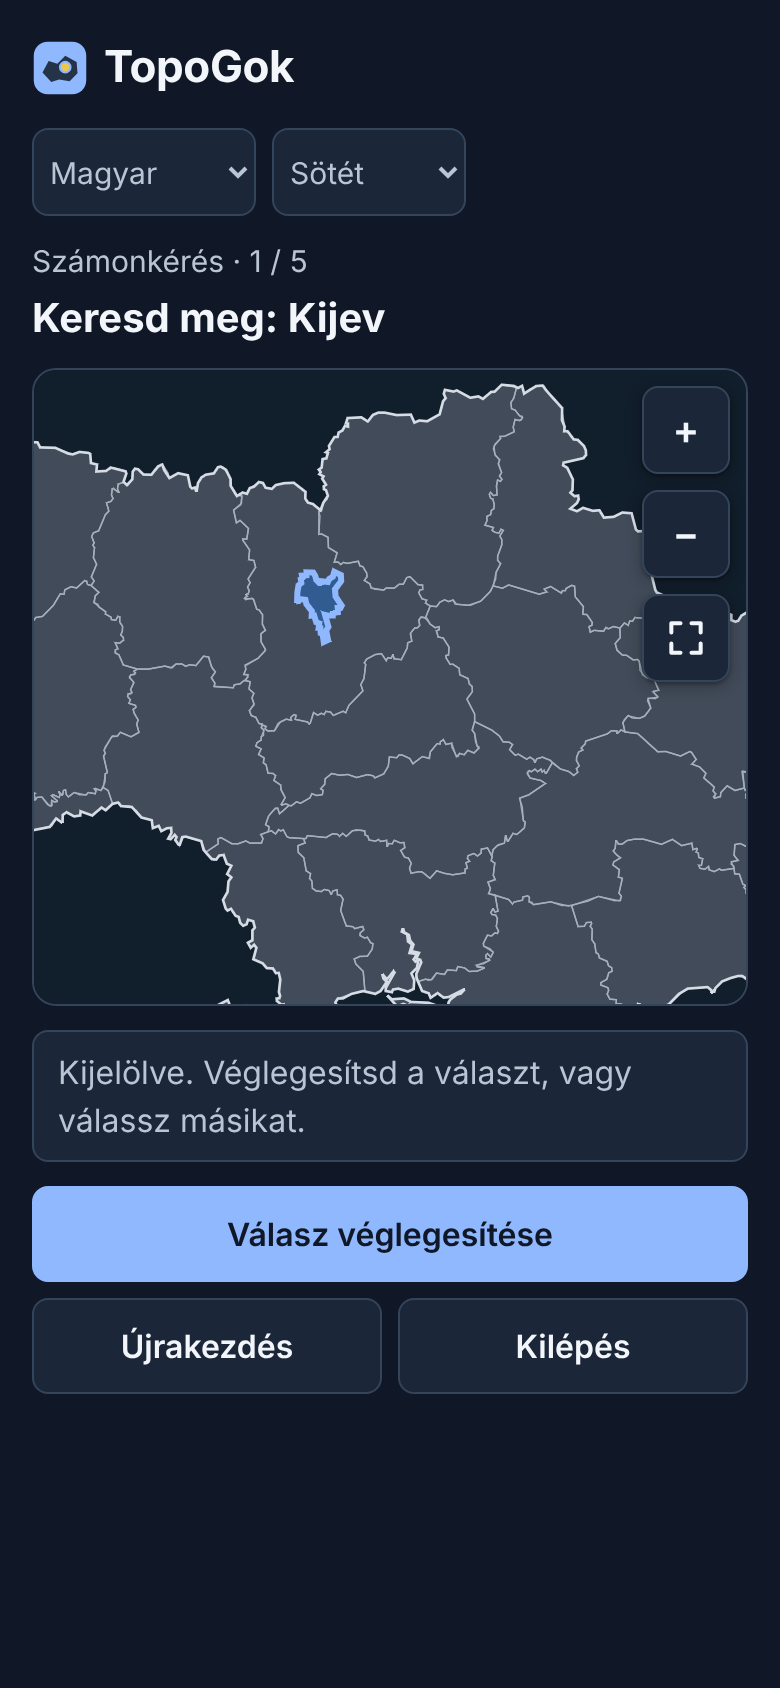 TopoGok
Magyar
Sötét
Számonkérés · 1 / 5
Keresd meg: Kijev
+
−
Kijelölve. Véglegesítsd a választ, vagy
válassz másikat.
Válasz véglegesítése
Újrakezdés
Kilépés